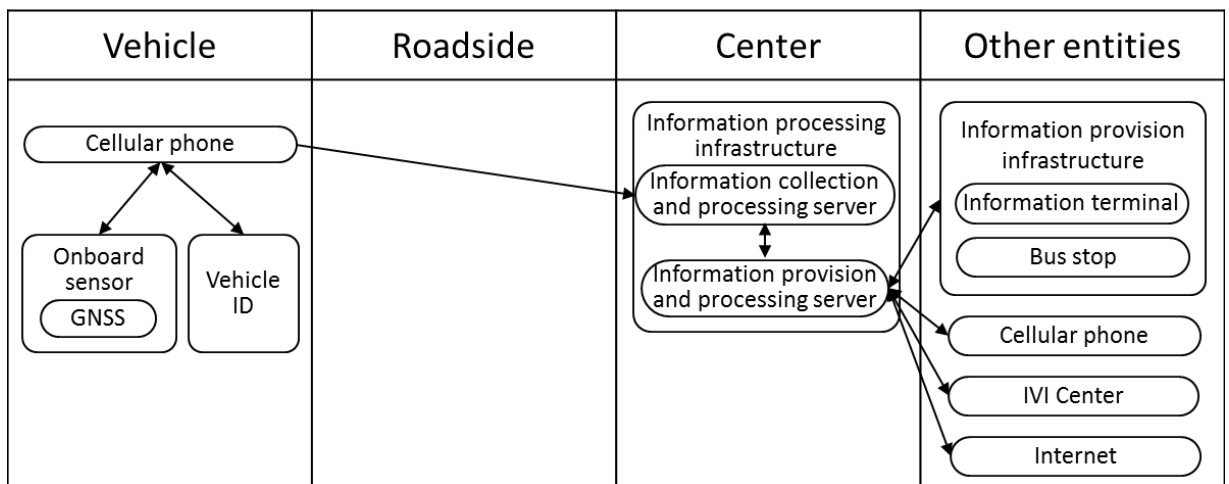 Vehicle
Roadside
Center
Other entities
Cellular phone
Onboard
sensor
GNSS
Vehicle
ID
Information processing
infrastructure
Information collection
and processing server
Information provision
and processing server
Information provision
infrastructure
Information terminal
Bus stop
Cellular phone
IVI Center
Internet